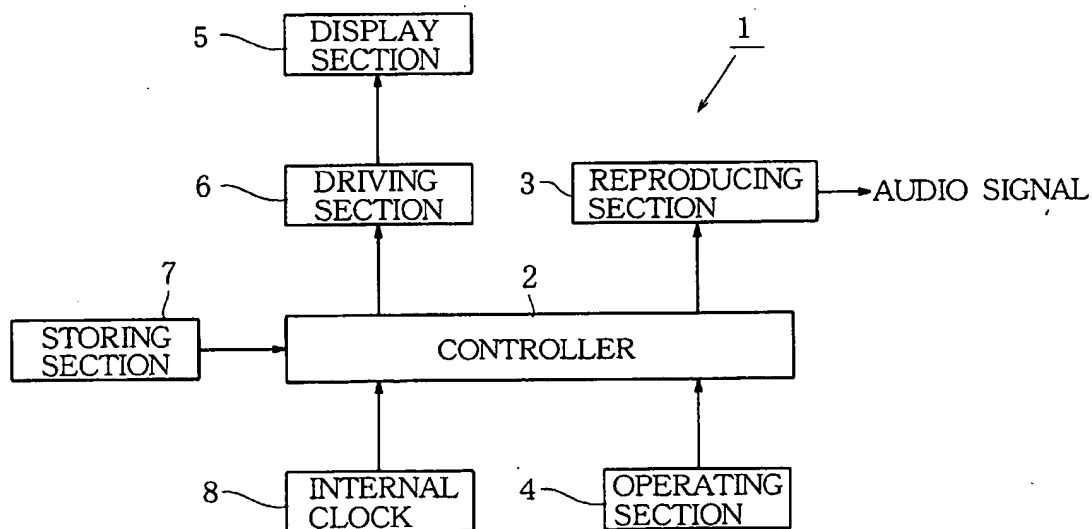 1
5
DISPLAY
SECTION
6
DRIVING
SECTION
3
REPRODUCING
SECTION
AUDIO SIGNAL
7
STORING
SECTION
2
CONTROLLER
8
INTERNAL
CLOCK
4
OPERATING
SECTION